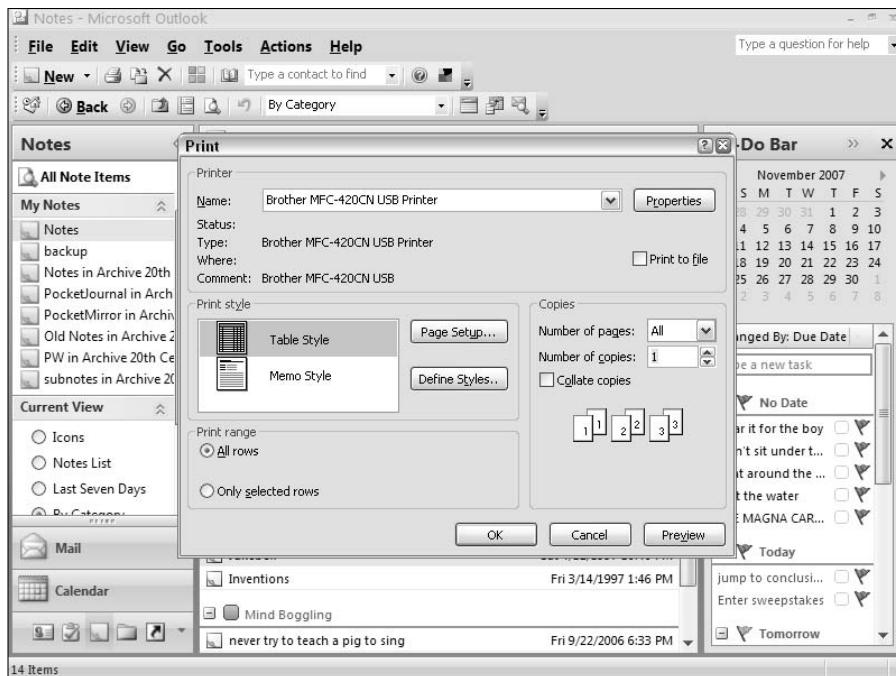 Notes - Microsoft Outlook
File Edit View Go Tools Actions Help
Type a question for help
New
Type a contact to find
Back
By Category
Notes
All Note Items
My Notes
Notes
backup
Notes in Archive 20th
PocketJournal in Arch
PocketMirror in Archiv
Old Notes in Archive 2
PW in Archive 20th Ce
subnotes in Archive 20
Current View
Icons
Notes List
Last Seven Days
By Category
Mail
Calendar
14 Items
Print
Printer
Name: Brother MFC-420CN USB Printer
Properties
Status:
Type: Brother MFC-420CN USB Printer
Where:
Print to file
Comment: Brother MFC-420CN USB
Print style
Table Style
Memo Style
Page Setup...
Define Styles..
Print range
All rows
Only selected rows
Copies
Number of pages: All
Number of copies: 1
Collate copies
1 1 2 2 3 3
OK Cancel Preview
Inventions Fri 3/14/1997 1:46 PM
Mind Boggling
never try to teach a pig to sing Fri 9/22/2006 6:33 PM
-Do Bar
November 2007
S M T W T F S
28 29 30 31 1 2 3
4 5 6 7 8 9 10
11 12 13 14 15 16 17
18 19 20 21 22 23 24
25 26 27 28 29 30 1
2 3 4 5 6 7 8
nged By: Due Date
pe a new task
No Date
ar it for the boy
n't sit under t...
t around the ...
t the water
E MAGNA CAR...
Today
jump to conclusi...
Enter sweepstakes
Tomorrow